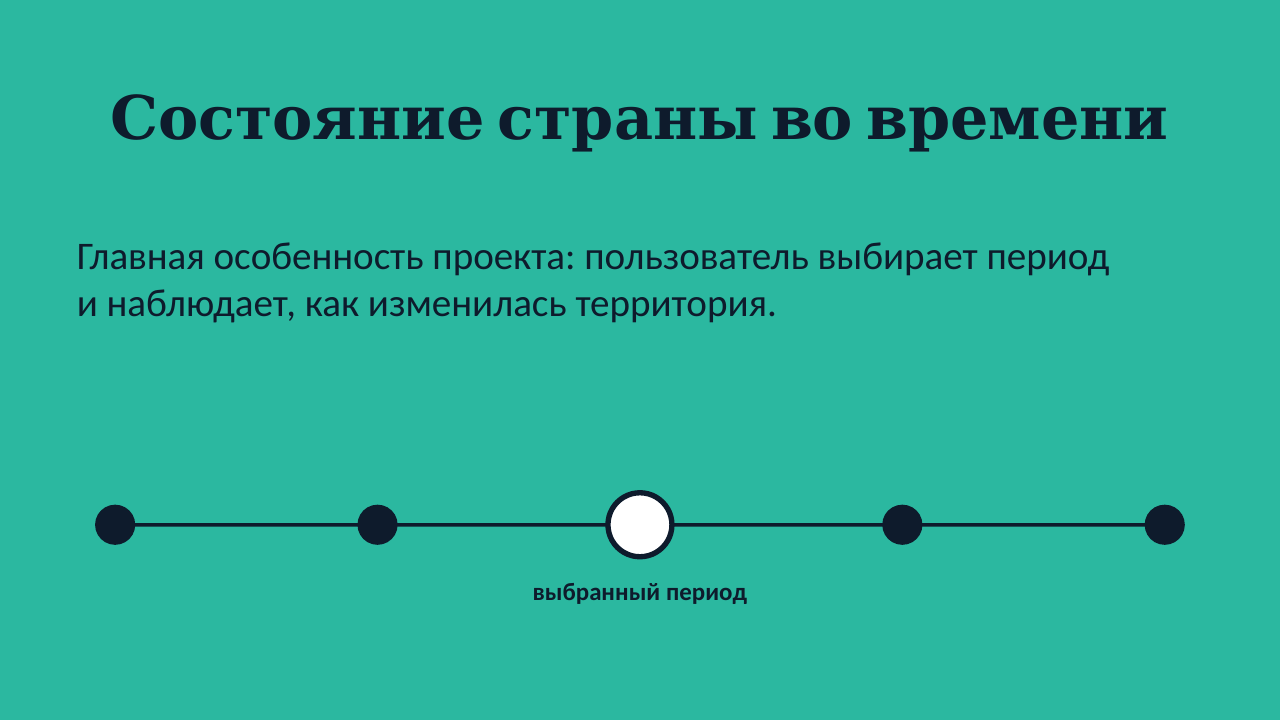 Состояние страны во времени
Главная особенность проекта: пользователь выбирает период
и наблюдает, как изменилась территория.
выбранный период